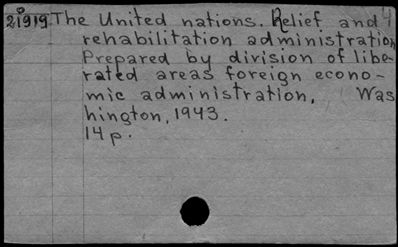 21919 The United nations. Relief and
rehabilitation administration
Prepared by division of libe-
rated areas foreign econo-
mic administration, Was
hington, 1943.
14 p.